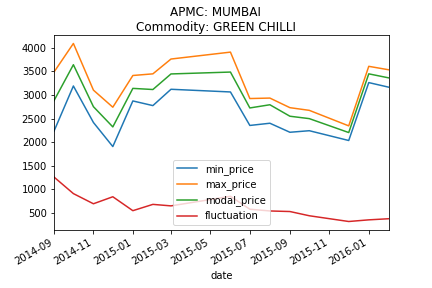 APMC: MUMBAI
Commodity: GREEN CHILLI
4000
3500
3000
2500
2000
1500
1000
500
min_price
max_price
modal_price
fluctuation
2014-09
2014-11
2015-01
2015-03
2015-05
2015-07
2015-09
2015-11
2016-01
date